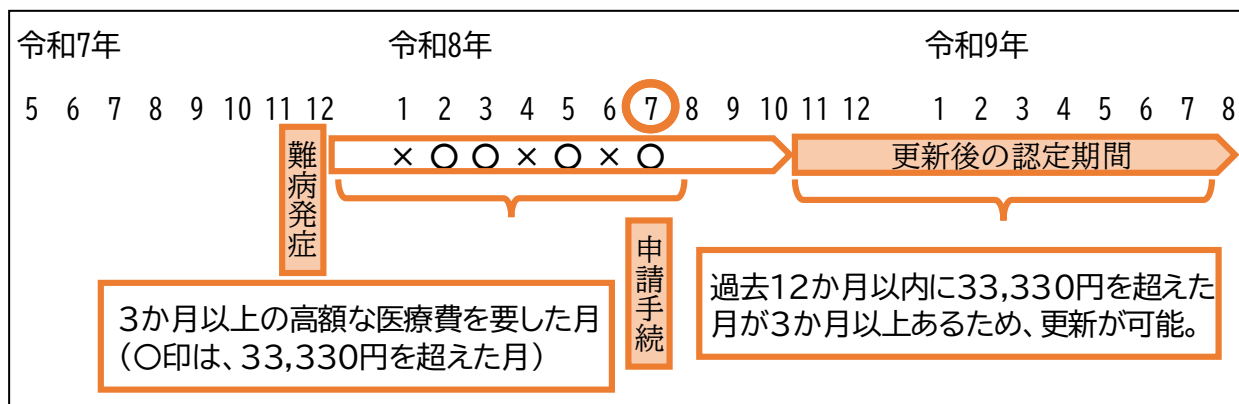 令和7年 令和8年 令和9年
5 6 7 8 9 10 11 12 1 2 3 4 5 6 7 8 9 10 11 12 1 2 3 4 5 6 7 8
難病発症
×○○×○×○
更新後の認定期間
申請手続
3か月以上の高額な医療費を要した月
(○印は、33,330円を超えた月)
過去12か月以内に33,330円を超えた
月が3か月以上あるため、更新が可能。